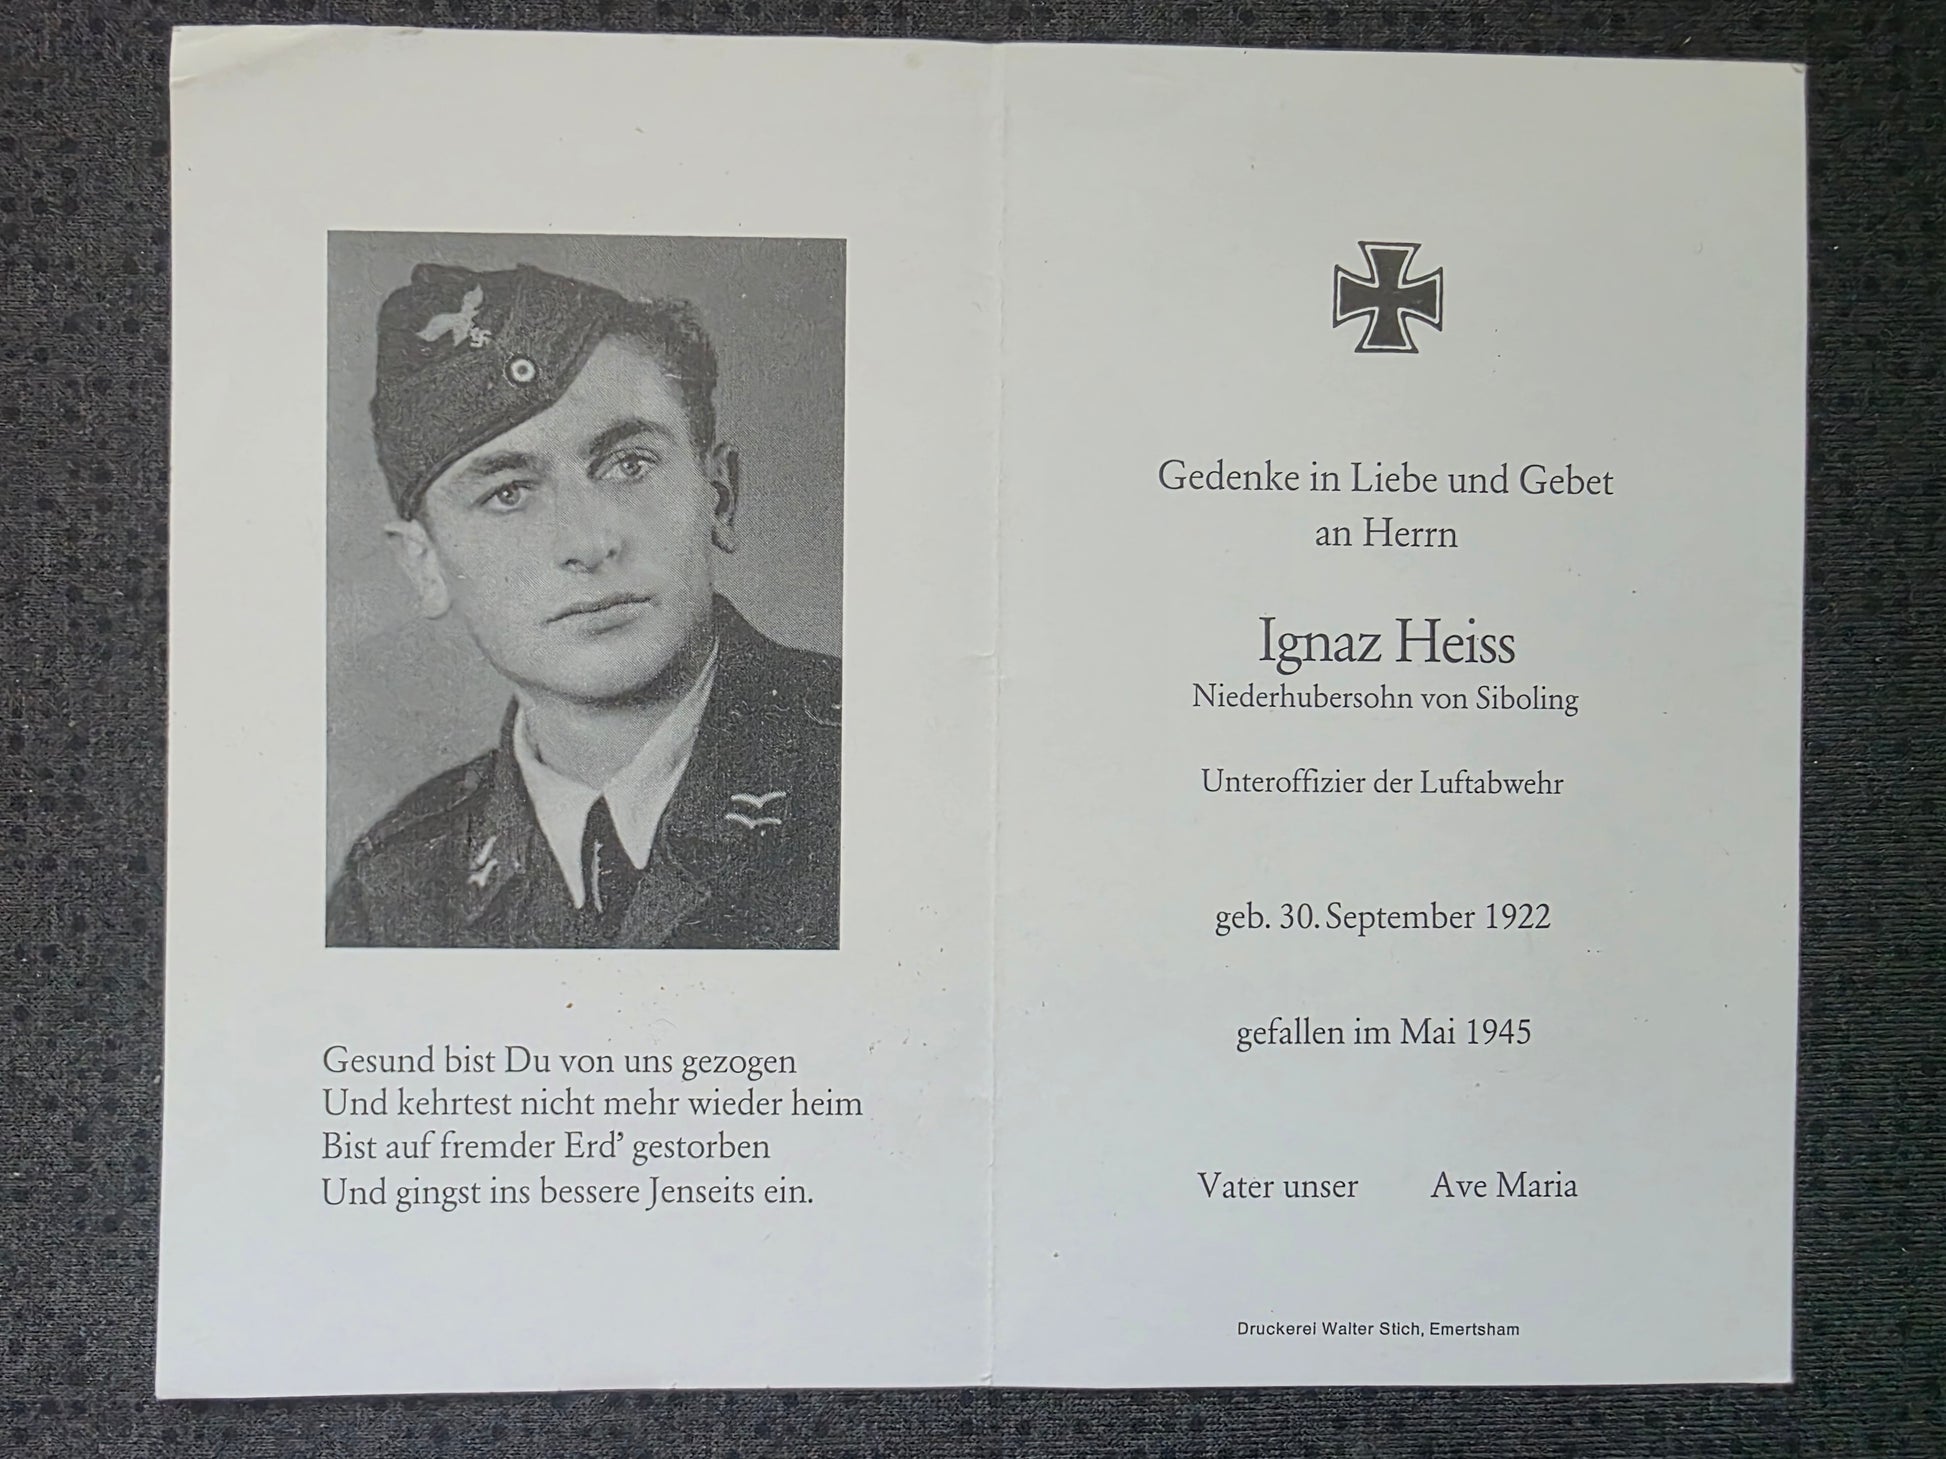 Gesund bist Du von uns gezogen
Und kehrtest nicht mehr wieder heim
Bist auf fremder Erd’ gestorben
Und gingst ins bessere Jenseits ein.
Gedenke in Liebe und Gebet
an Herrn
Ignaz Heiss
Niederhubersohn von Siboling
Unteroffizier der Luftabwehr
geb. 30. September 1922
gefallen im Mai 1945
Vater unser Ave Maria
Druckerei Walter Stich, Emertsham